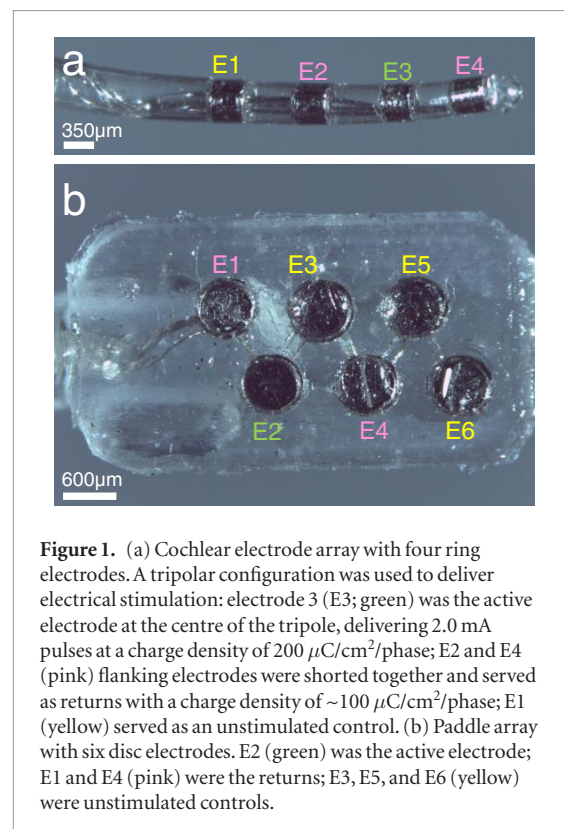 a
E1 E2 E3 E4
350µm
b
E1 E3 E5
E2 E4 E6
600µm
Figure 1. (a) Cochlear electrode array with four ring
electrodes. A tripolar configuration was used to deliver
electrical stimulation: electrode 3 (E3; green) was the active
electrode at the centre of the tripole, delivering 2.0 mA
pulses at a charge density of 200 µC/cm²/phase; E2 and E4
(pink) flanking electrodes were shorted together and served
as returns with a charge density of ~100 µC/cm²/phase; E1
(yellow) served as an unstimulated control. (b) Paddle array
with six disc electrodes. E2 (green) was the active electrode;
E1 and E4 (pink) were the returns; E3, E5, and E6 (yellow)
were unstimulated controls.